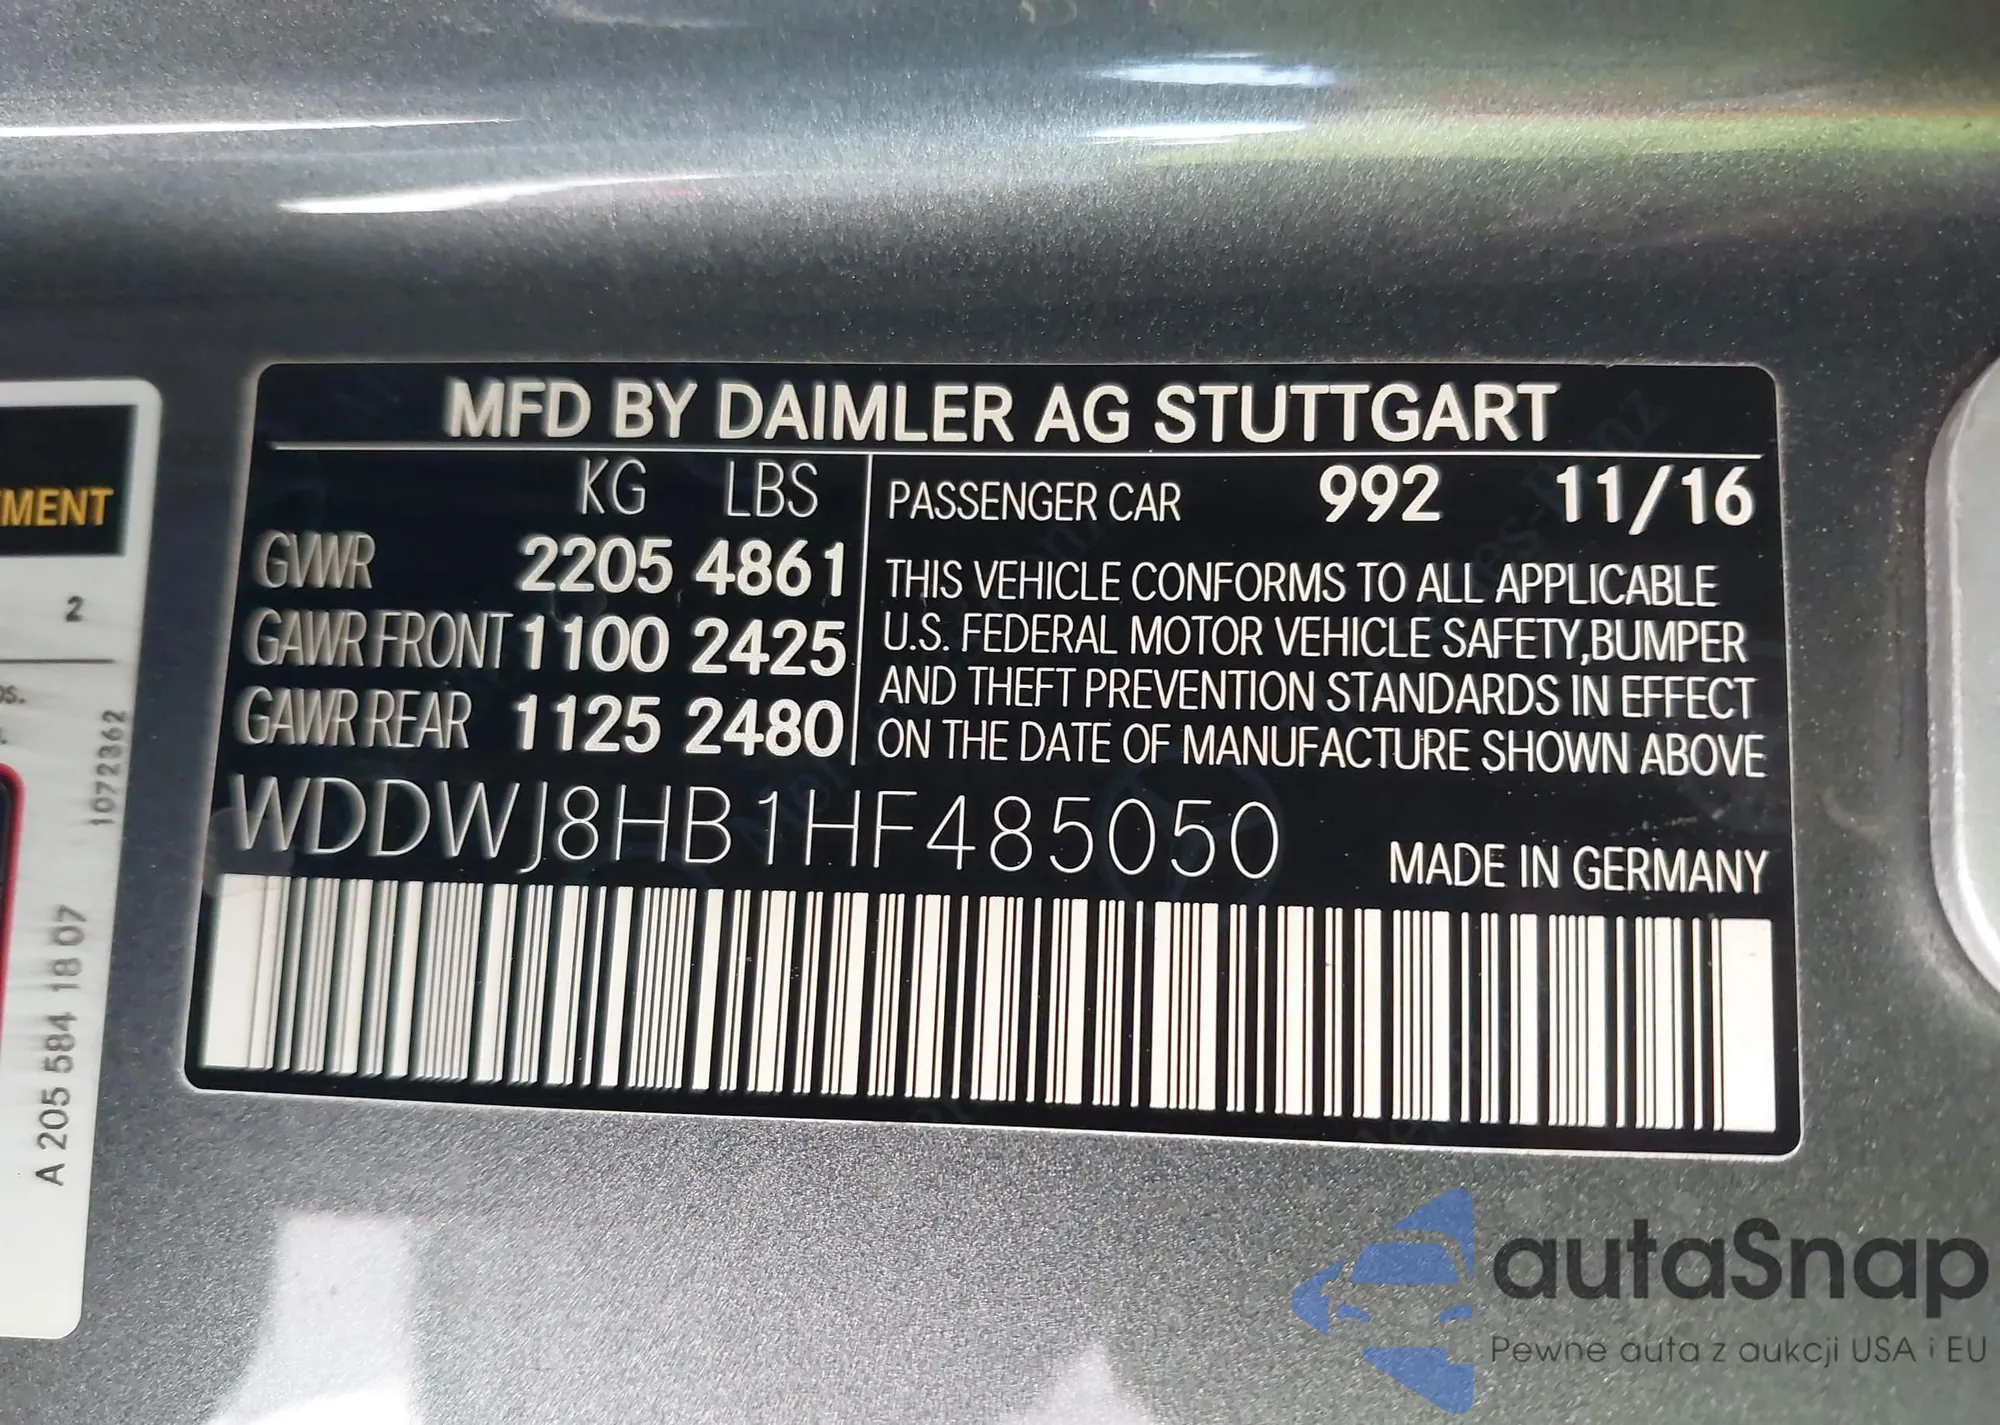 MFD BY DAIMLER AG STUTTGART
KG LBS
GVWR 2205 4861
GAWR FRONT 1100 2425
GAWR REAR 1125 2480
PASSENGER CAR 992 11/16
THIS VEHICLE CONFORMS TO ALL APPLICABLE
U.S. FEDERAL MOTOR VEHICLE SAFETY,BUMPER
AND THEFT PREVENTION STANDARDS IN EFFECT
ON THE DATE OF MANUFACTURE SHOWN ABOVE
WDDWJ8HB1HF485050
MADE IN GERMANY
2
1072362
A 205 584 18 07
autaSnap
Pewne auta z aukcji USA i EU